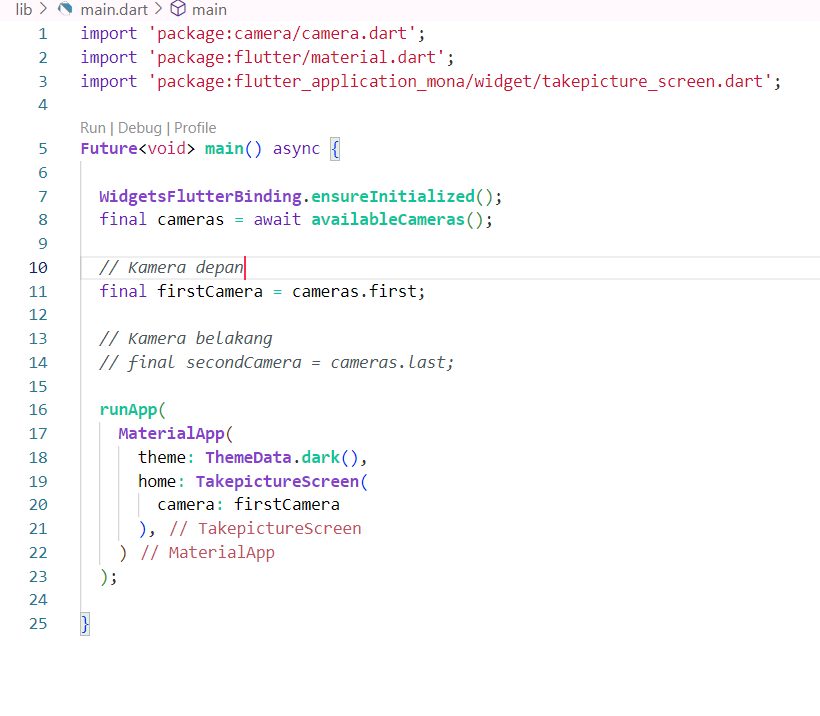 lib > main.dart > main
1 import 'package:camera/camera.dart';
2 import 'package:flutter/material.dart';
3 import 'package:flutter_application_mona/widget/takepicture_screen.dart';
4
Run | Debug | Profile
5 Future<void> main() async {
6
7 WidgetsFlutterBinding.ensureInitialized();
8 final cameras = await availableCameras();
9
10 // Kamera depan
11 final firstCamera = cameras.first;
12
13 // Kamera belakang
14 // final secondCamera = cameras.last;
15
16 runApp(
17 MaterialApp(
18 theme: ThemeData.dark(),
19 home: TakepictureScreen(
20 camera: firstCamera
21 ), // TakepictureScreen
22 ) // MaterialApp
23 );
24
25 }